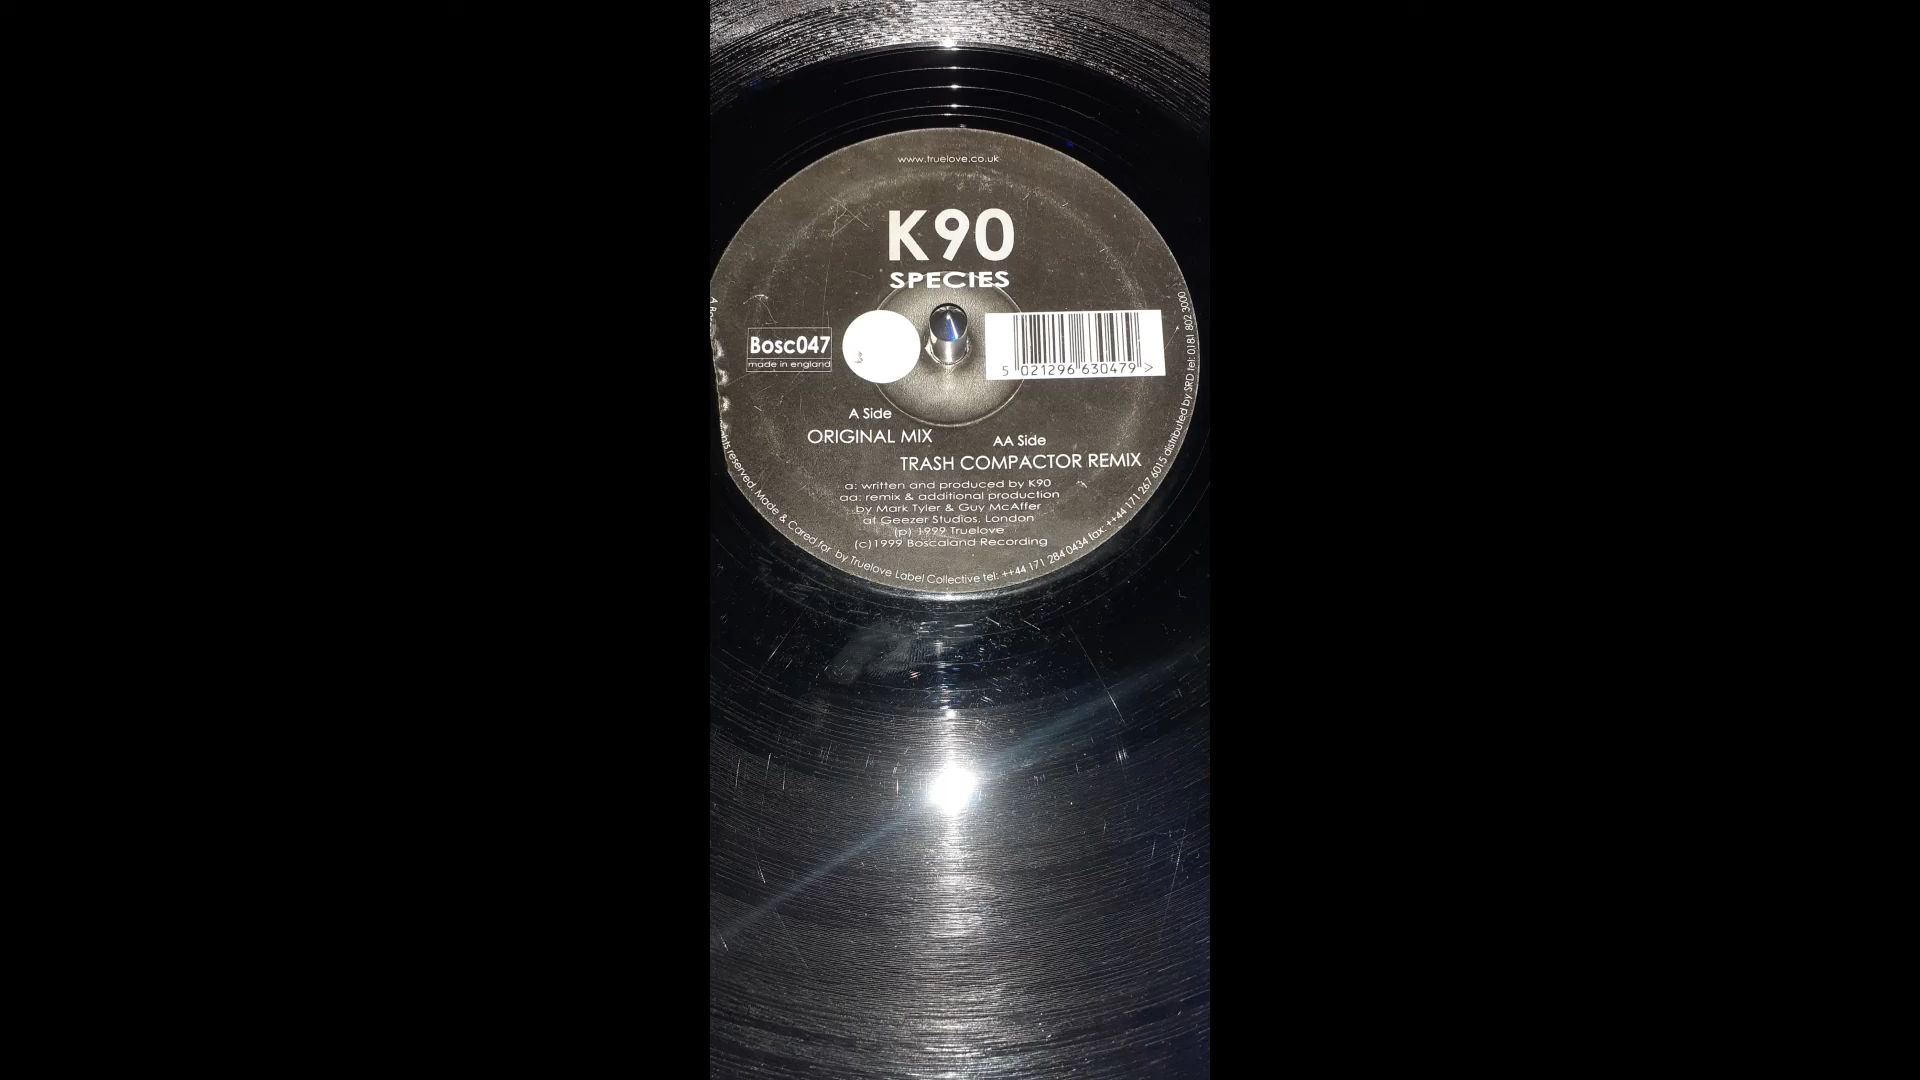 www.truelove.co.uk
K90
SPECIES
Bosc047
made in england
5 021296 630479 >
A Side
ORIGINAL MIX
AA Side
TRASH COMPACTOR REMIX
a: written and produced by K90
aa: remix & additional production
by Mark Tyler & Guy McAffer
at Geezer Studios, London
(p) 1999 Truelove
(c)1999 Boscaland Recording
reserved. Made & Cared for by Truelove Label Collective tel: ++44 171 284 0434 fax: ++44 171 267 6015 distributed by SRD tel: 0181 802 3000